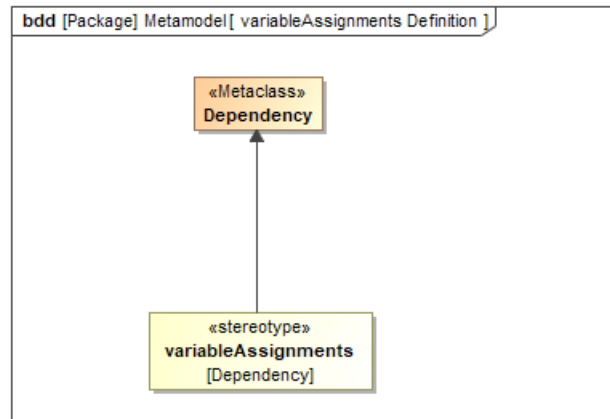 bdd [Package] Metamodel [ variableAssignments Definition ]
«Metaclass»
Dependency
«stereotype»
variableAssignments
[Dependency]